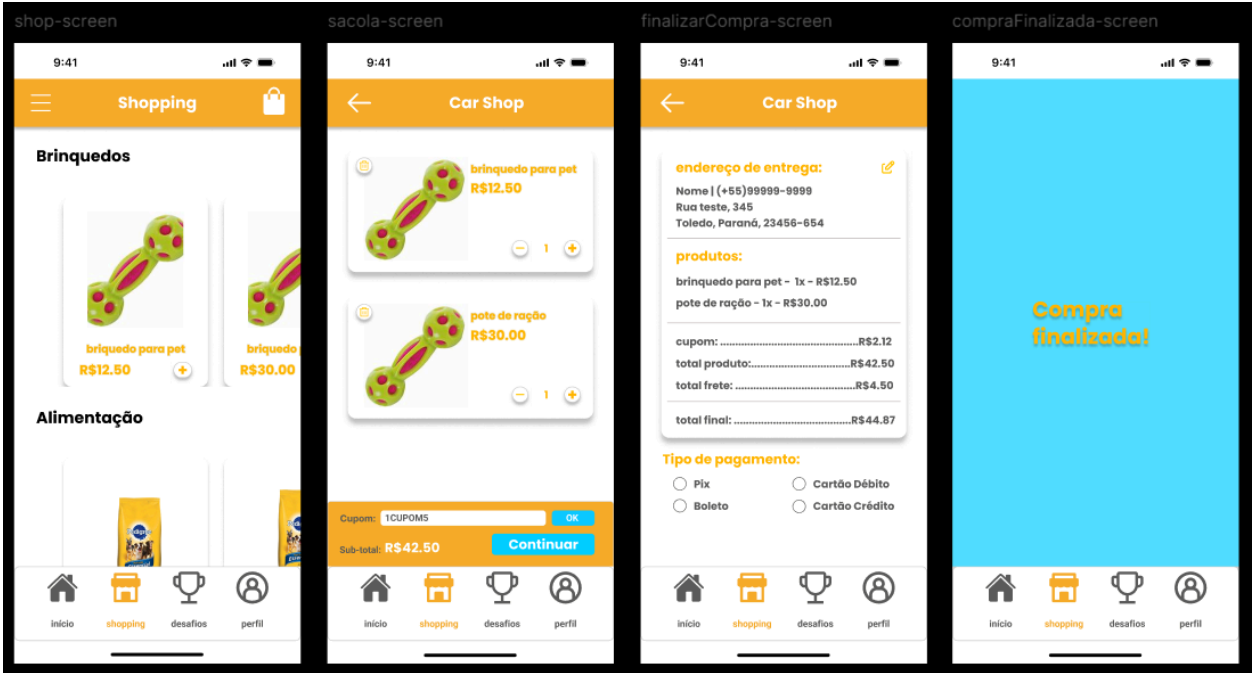 shop-screen
9:41
Shopping
Brinquedos
briquedo para pet
R$12.50
briquedo
R$30.00
Alimentação
Pedigree
início
shopping
desafios
perfil
sacola-screen
9:41
Car Shop
brinquedo para pet
R$12.50
1
pote de ração
R$30.00
1
Cupom: 1CUPOM5 OK
Sub-total: R$42.50 Continuar
início
shopping
desafios
perfil
finalizarCompra-screen
9:41
Car Shop
endereço de entrega:
Nome | (+55)99999-9999
Rua teste, 345
Toledo, Paraná, 23456-654
produtos:
brinquedo para pet - 1x - R$12.50
pote de ração - 1x - R$30.00
cupom: ................................................R$2.12
total produto:..................................R$42.50
total frete: .........................................R$4.50
total final: ........................................R$44.87
Tipo de pagamento:
Pix
Cartão Débito
Boleto
Cartão Crédito
início
shopping
desafios
perfil
compraFinalizada-screen
9:41
Compra
finalizada!
início
shopping
desafios
perfil